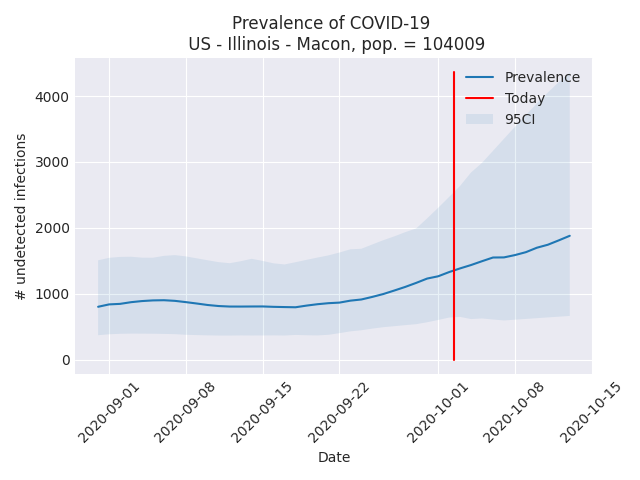 Prevalence of COVID-19
US - Illinois - Macon, pop. = 104009
Prevalence
Today
95CI
4000
3000
2000
1000
0
# undetected infections
2020-09-01
2020-09-08
2020-09-15
2020-09-22
2020-10-01
2020-10-08
2020-10-15
Date